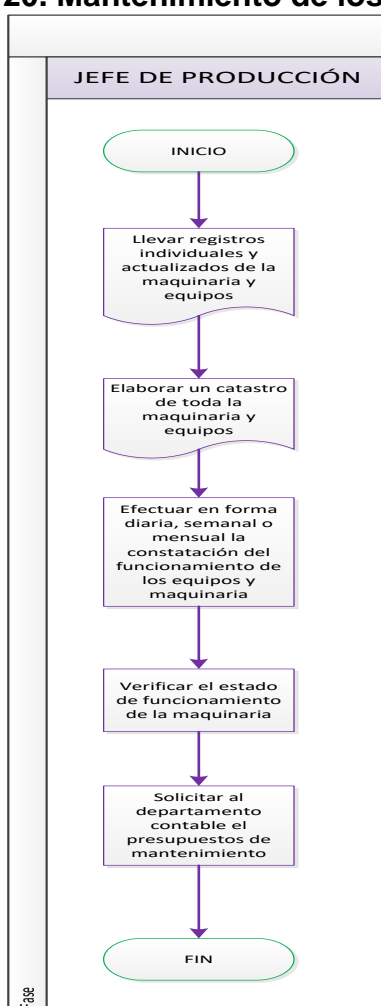 20. Mantenimiento de los
JEFE DE PRODUCCIÓN
INICIO
Llevar registros
individuales y
actualizados de la
maquinaria y
equipos
Elaborar un catastro
de toda la
maquinaria y
equipos
Efectuar en forma
diaria, semanal o
mensual la
constatación del
funcionamiento de
los equipos y
maquinaria
Verificar el estado
de funcionamiento
de la maquinaria
Solicitar al
departamento
contable el
presupuestos de
mantenimiento
FIN
Fase